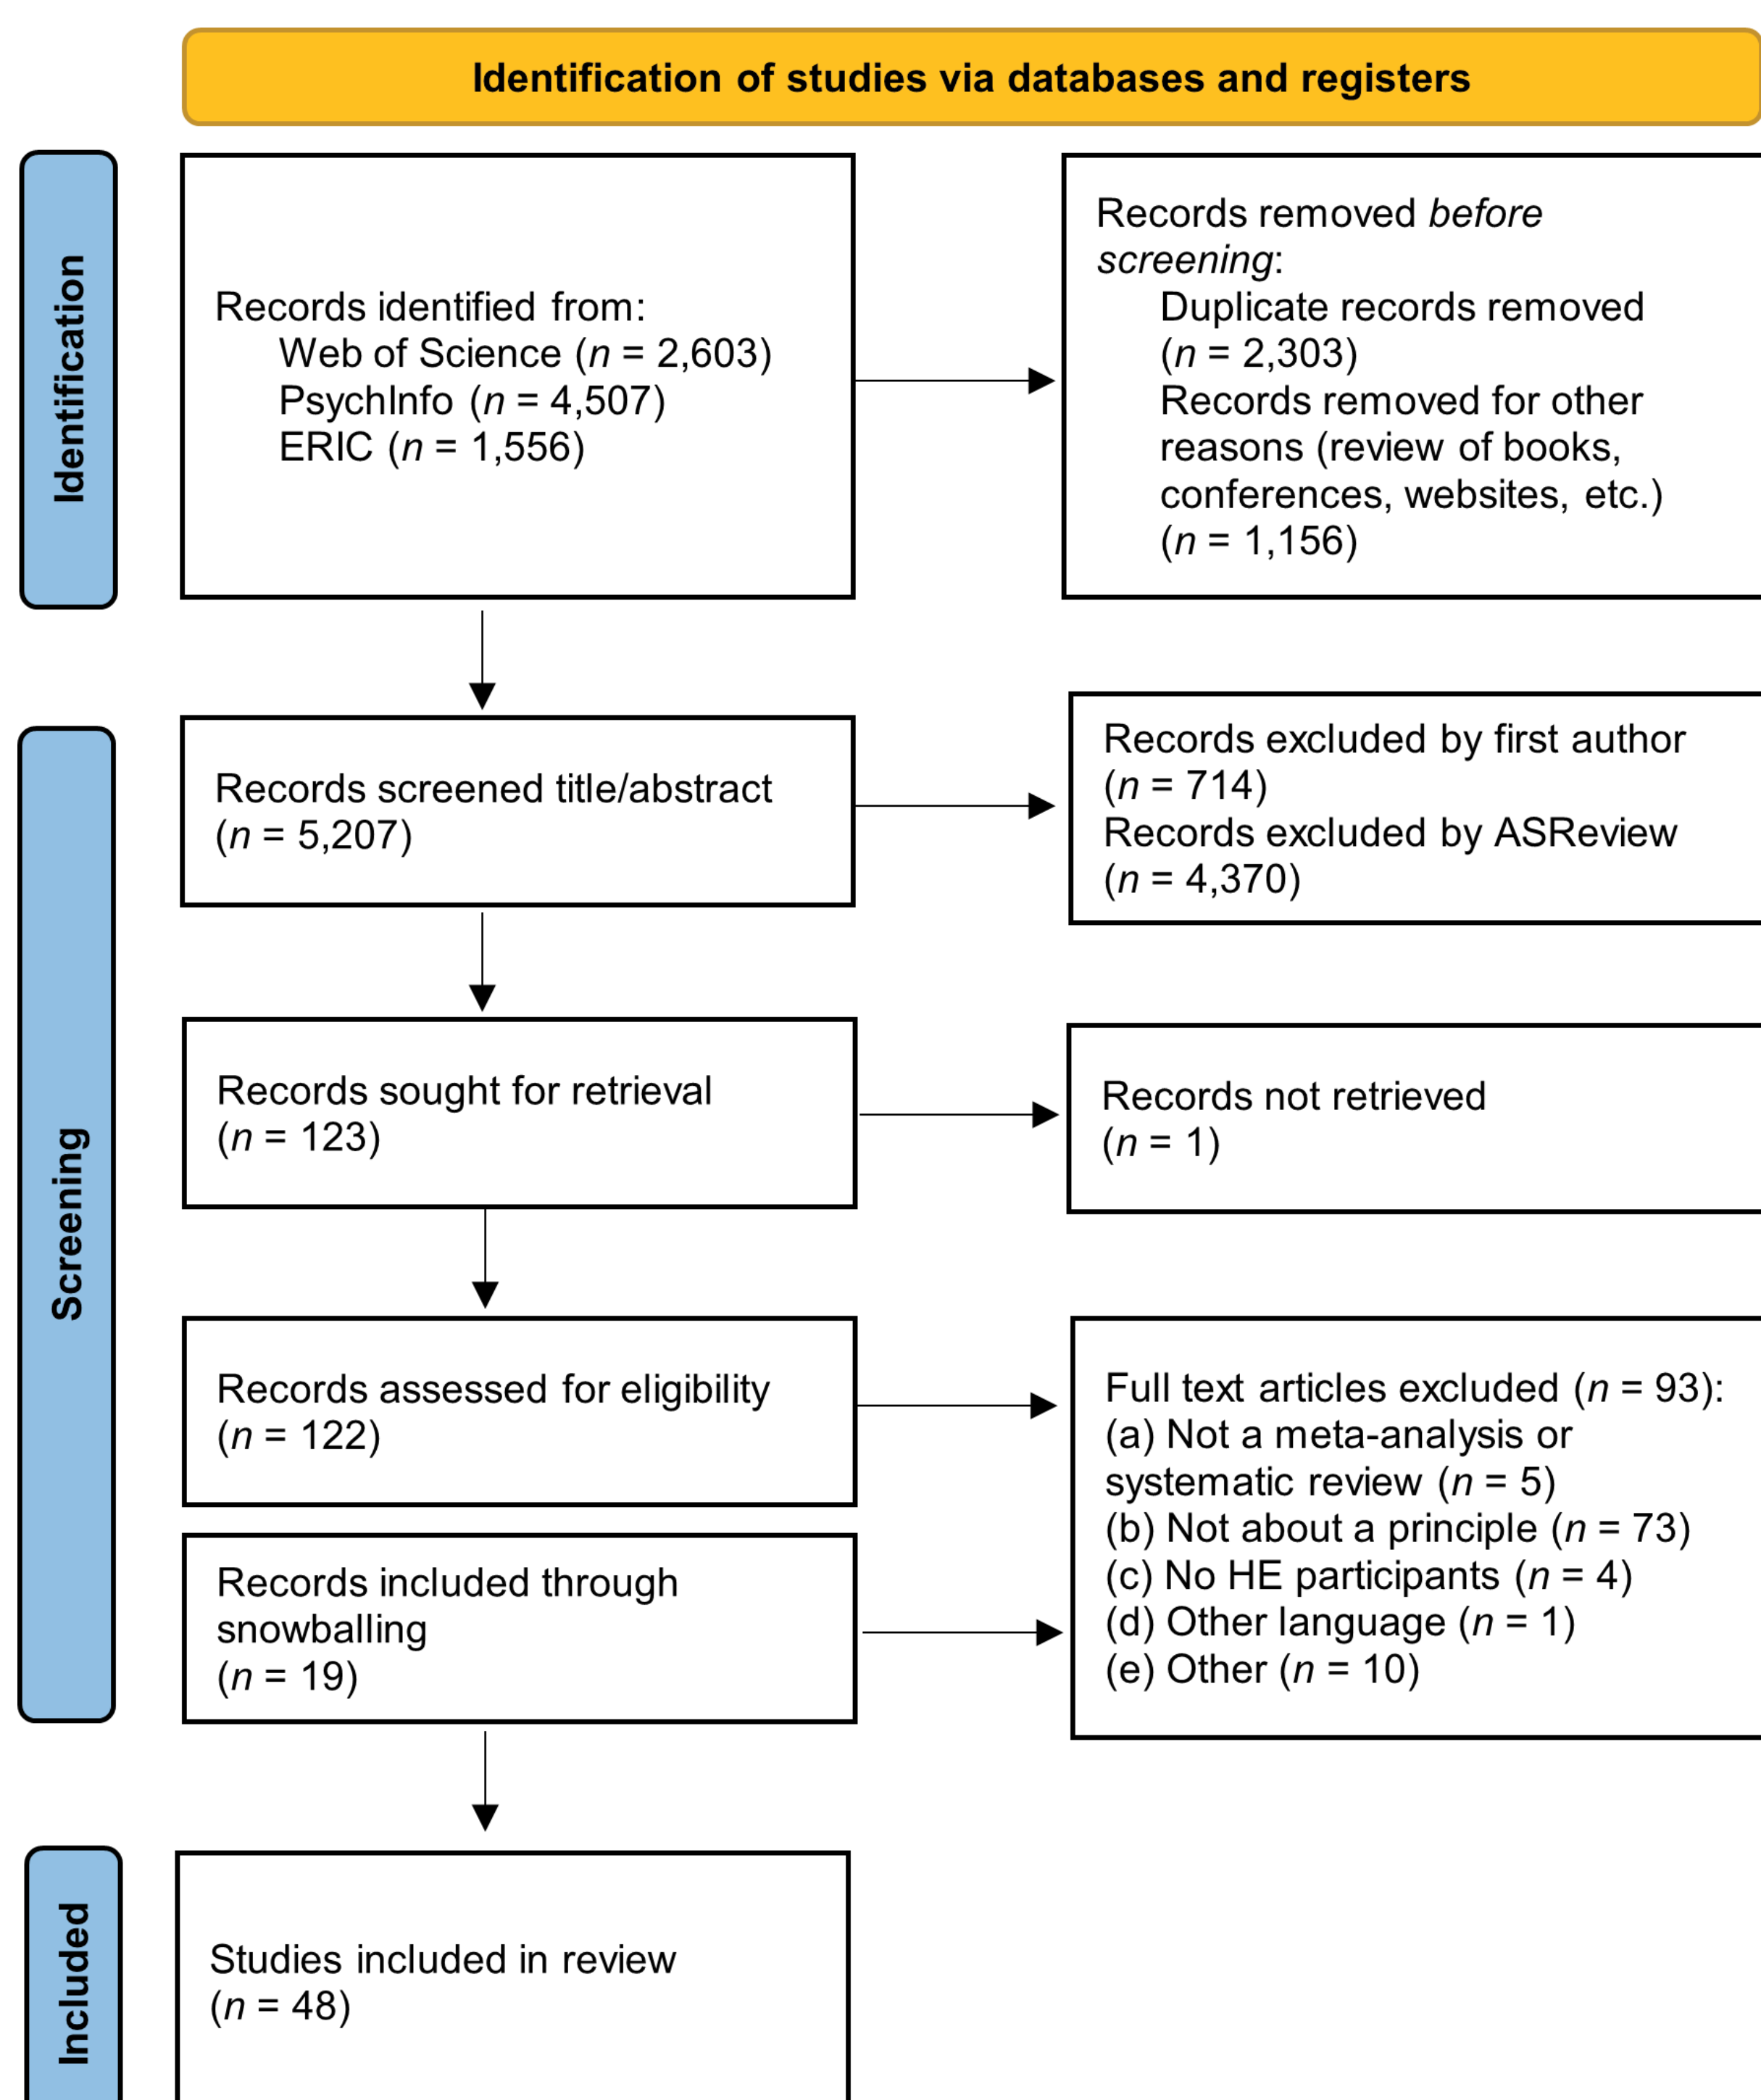 Identification of studies via databases and registers
Identification
Records identified from:
Web of Science (n = 2,603)
PsychInfo (n = 4,507)
ERIC (n = 1,556)
Records removed before
screening:
Duplicate records removed
(n = 2,303)
Records removed for other
reasons (review of books,
conferences, websites, etc.)
(n = 1,156)
Screening
Records screened title/abstract
(n = 5,207)
Records excluded by first author
(n = 714)
Records excluded by ASReview
(n = 4,370)
Records sought for retrieval
(n = 123)
Records not retrieved
(n = 1)
Records assessed for eligibility
(n = 122)
Records included through
snowballing
(n = 19)
Full text articles excluded (n = 93):
(a) Not a meta-analysis or
systematic review (n = 5)
(b) Not about a principle (n = 73)
(c) No HE participants (n = 4)
(d) Other language (n = 1)
(e) Other (n = 10)
Included
Studies included in review
(n = 48)